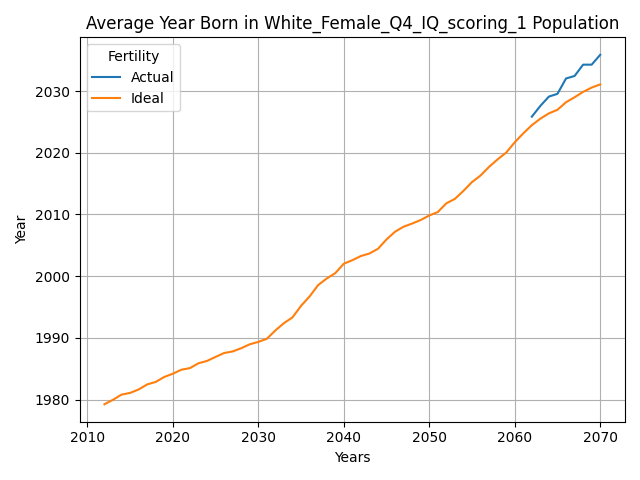 Average Year Born in White_Female_Q4_IQ_scoring_1 Population
Fertility
Actual
Ideal
Year
2030
2020
2010
2000
1990
1980
2010 2020 2030 2040 2050 2060 2070
Years